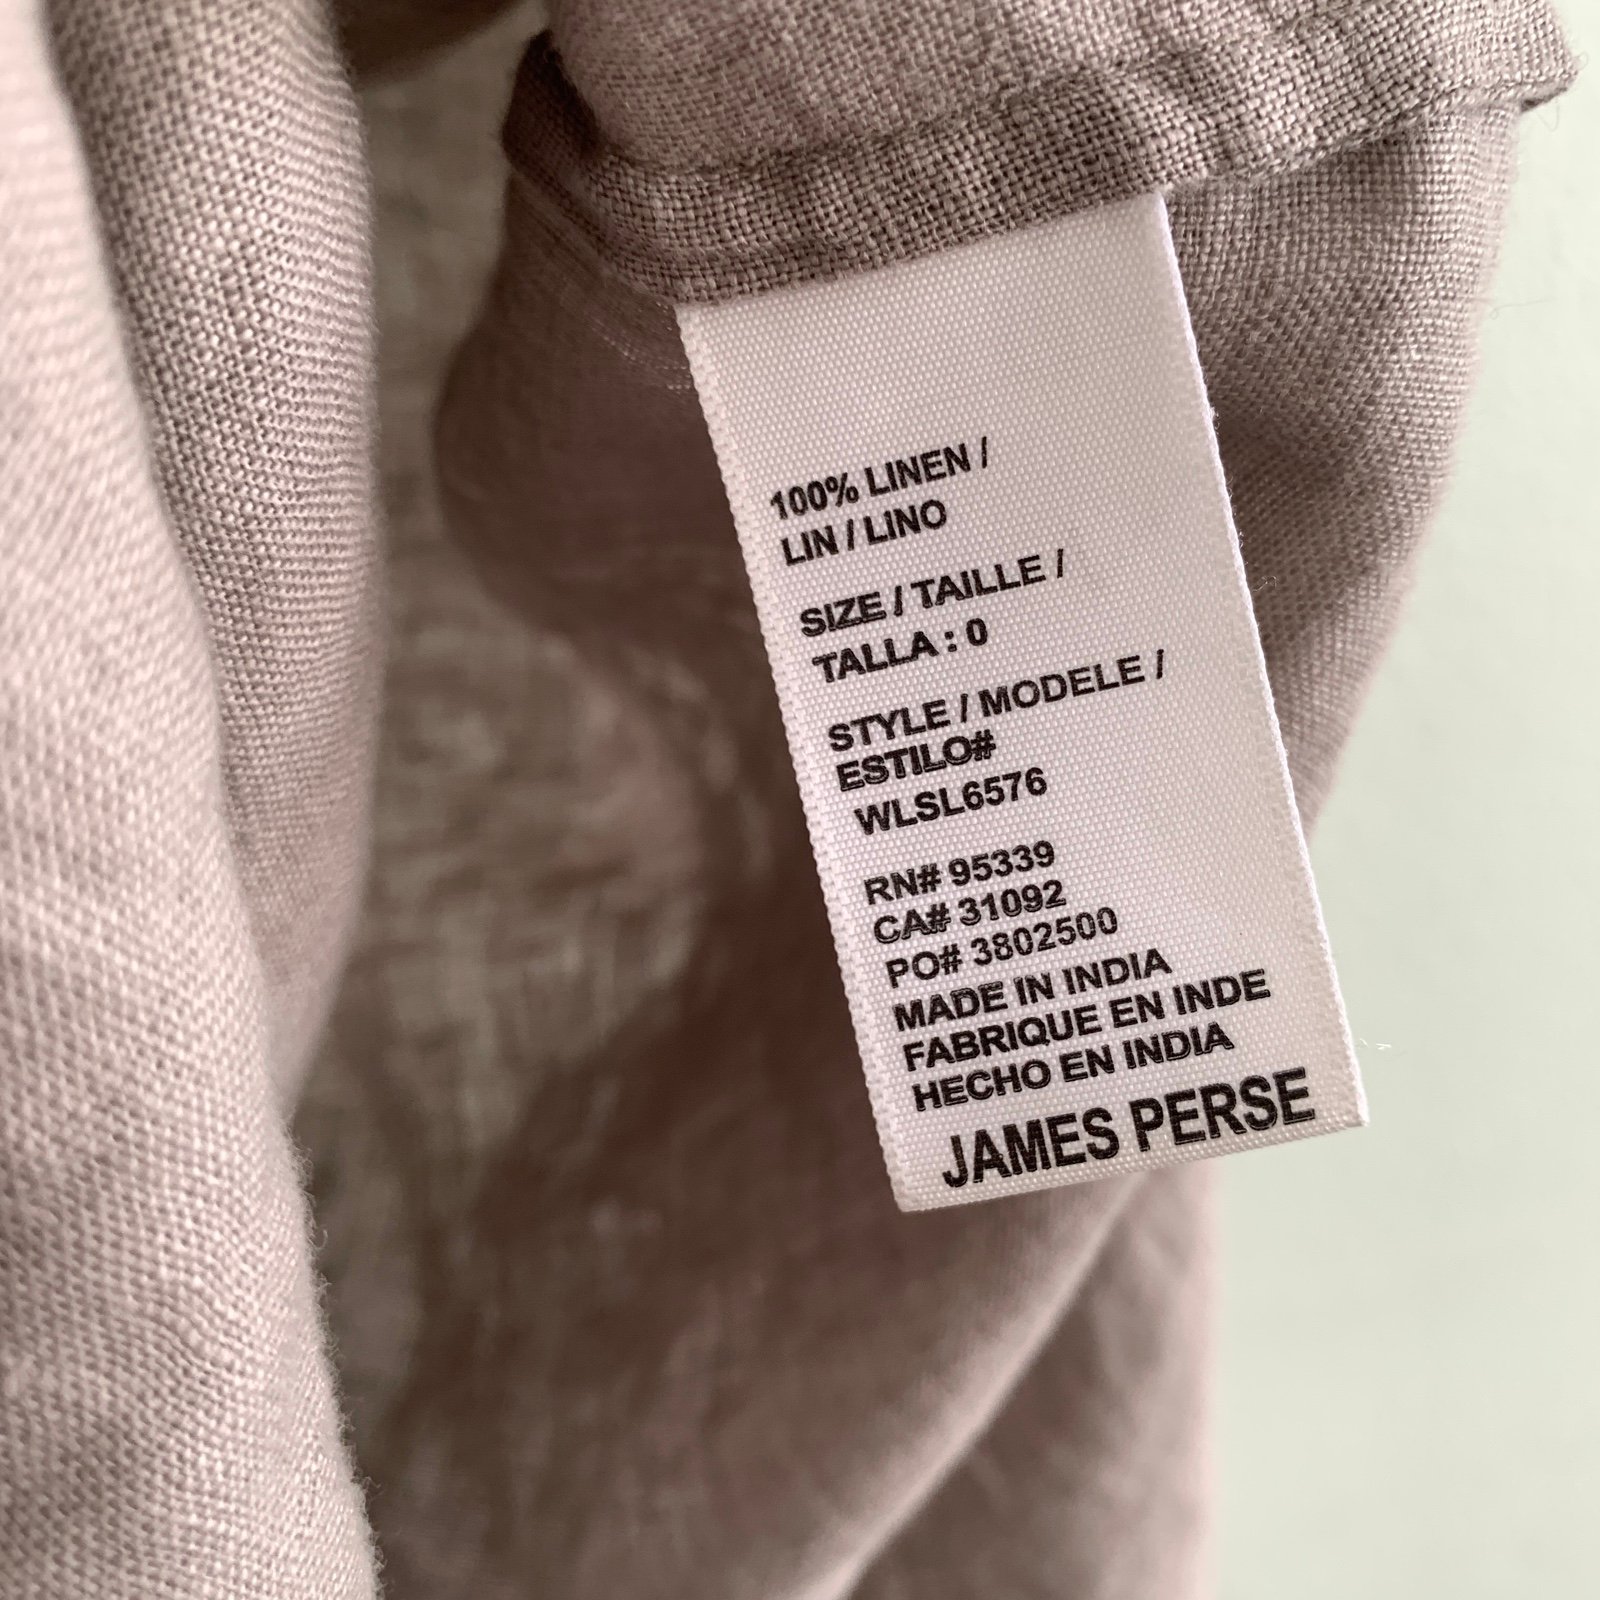 100% LINEN /
LIN / LINO
SIZE / TAILLE /
TALLA : 0
STYLE / MODELE /
ESTILO#
WLSL6576
RN# 95339
CA# 31092
PO# 3802500
MADE IN INDIA
FABRIQUE EN INDE
HECHO EN INDIA
JAMES PERSE